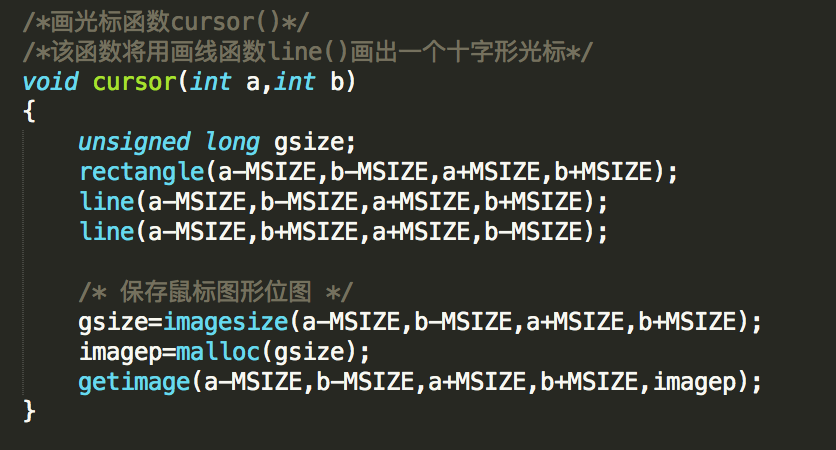 /*画光标函数cursor()*/
/*该函数将用画线函数line()画出一个十字形光标*/
void cursor(int a,int b)
{
    unsigned long gsize;
    rectangle(a-MSIZE,b-MSIZE,a+MSIZE,b+MSIZE);
    line(a-MSIZE,b-MSIZE,a+MSIZE,b+MSIZE);
    line(a-MSIZE,b+MSIZE,a+MSIZE,b-MSIZE);

    /* 保存鼠标图形位图 */
    gsize=imagesize(a-MSIZE,b-MSIZE,a+MSIZE,b+MSIZE);
    imagep=malloc(gsize);
    getimage(a-MSIZE,b-MSIZE,a+MSIZE,b+MSIZE,imagep);
}